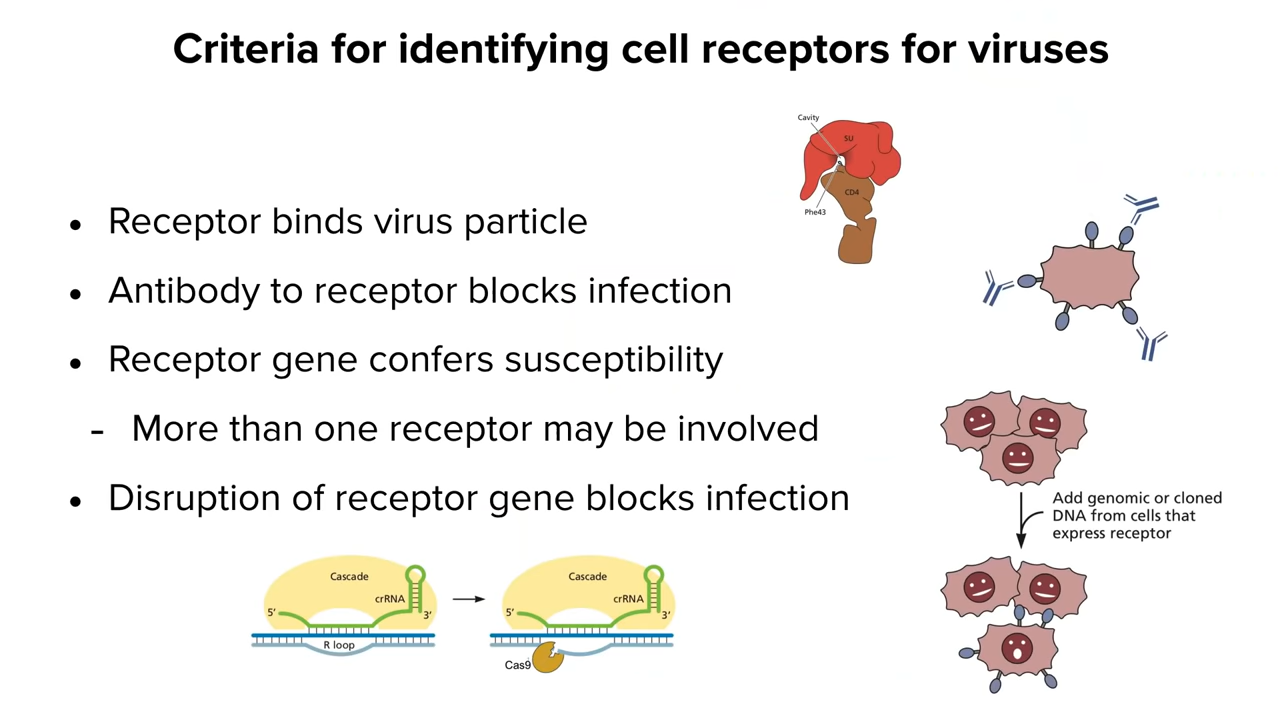 Criteria for identifying cell receptors for viruses
Cavity
SU
CD4
Phe43
• Receptor binds virus particle
• Antibody to receptor blocks infection
• Receptor gene confers susceptibility
- More than one receptor may be involved
• Disruption of receptor gene blocks infection
Add genomic or cloned
DNA from cells that
express receptor
Cascade
crRNA
5′
3′
R loop
Cascade
crRNA
5′
3′
Cas9